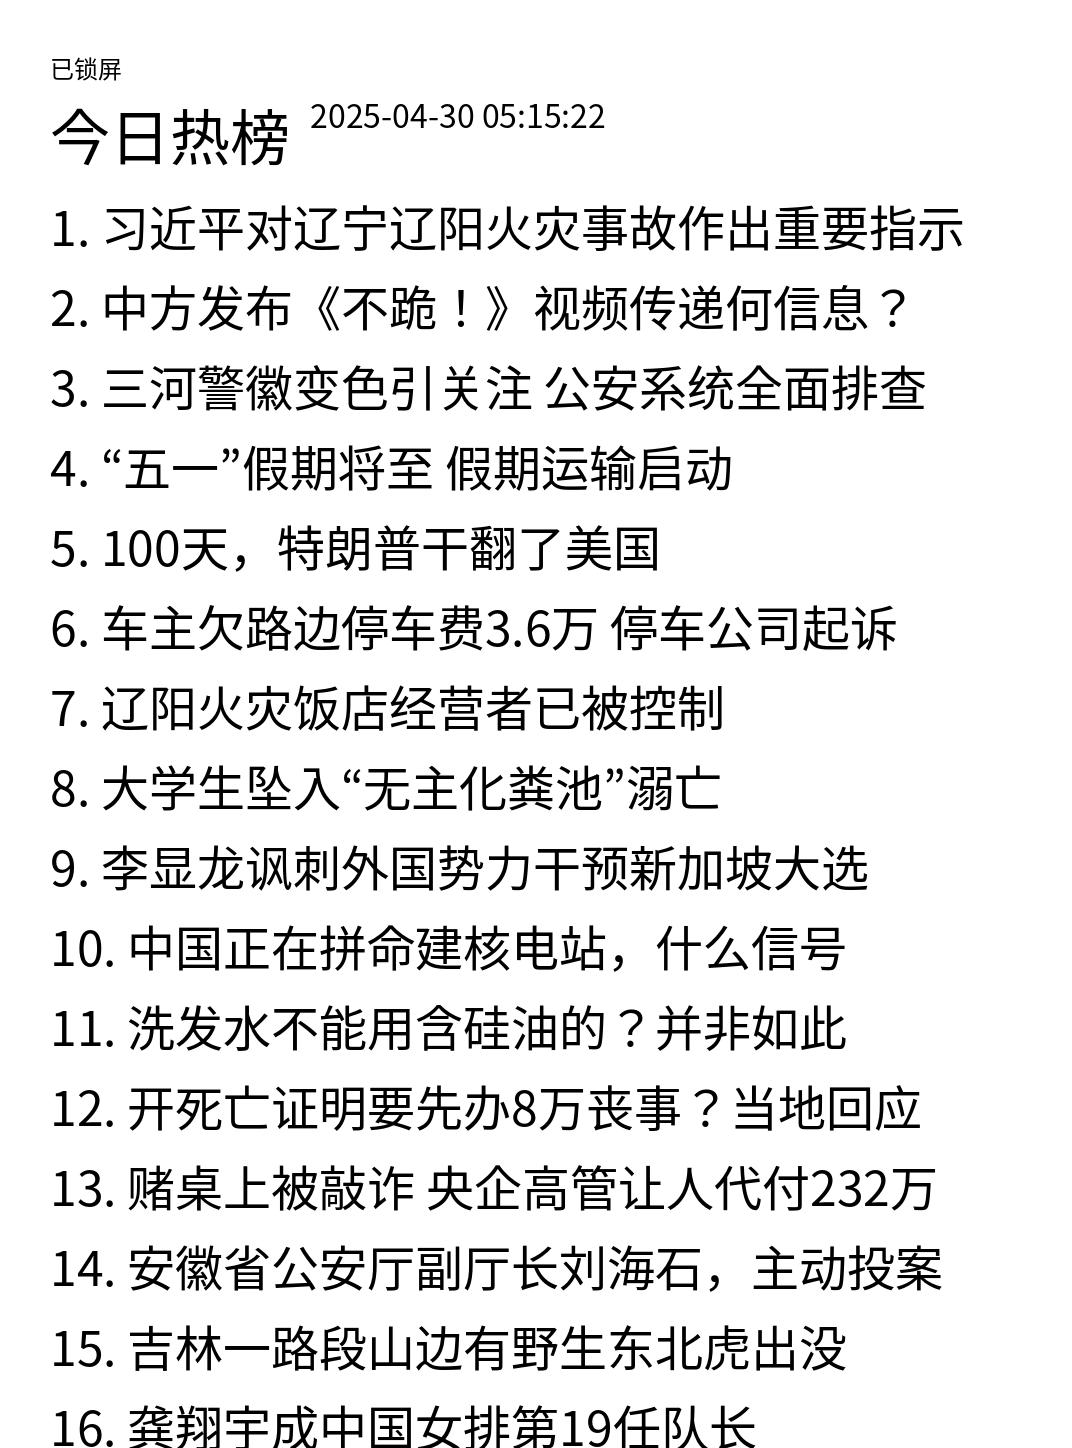 已锁屏
今日热榜 2025-04-30 05:15:22
1. 习近平对辽宁辽阳火灾事故作出重要指示
2. 中方发布《不跪！》视频传递何信息？
3. 三河警徽变色引关注 公安系统全面排查
4. “五一”假期将至 假期运输启动
5. 100天，特朗普干翻了美国
6. 车主欠路边停车费3.6万 停车公司起诉
7. 辽阳火灾饭店经营者已被控制
8. 大学生坠入“无主化粪池”溺亡
9. 李显龙讽刺外国势力干预新加坡大选
10. 中国正在拼命建核电站，什么信号
11. 洗发水不能用含硅油的？并非如此
12. 开死亡证明要先办8万丧事？当地回应
13. 赌桌上被敲诈 央企高管让人代付232万
14. 安徽省公安厅副厅长刘海石，主动投案
15. 吉林一路段山边有野生东北虎出没
16. 龚翔宇成中国女排第19任队长